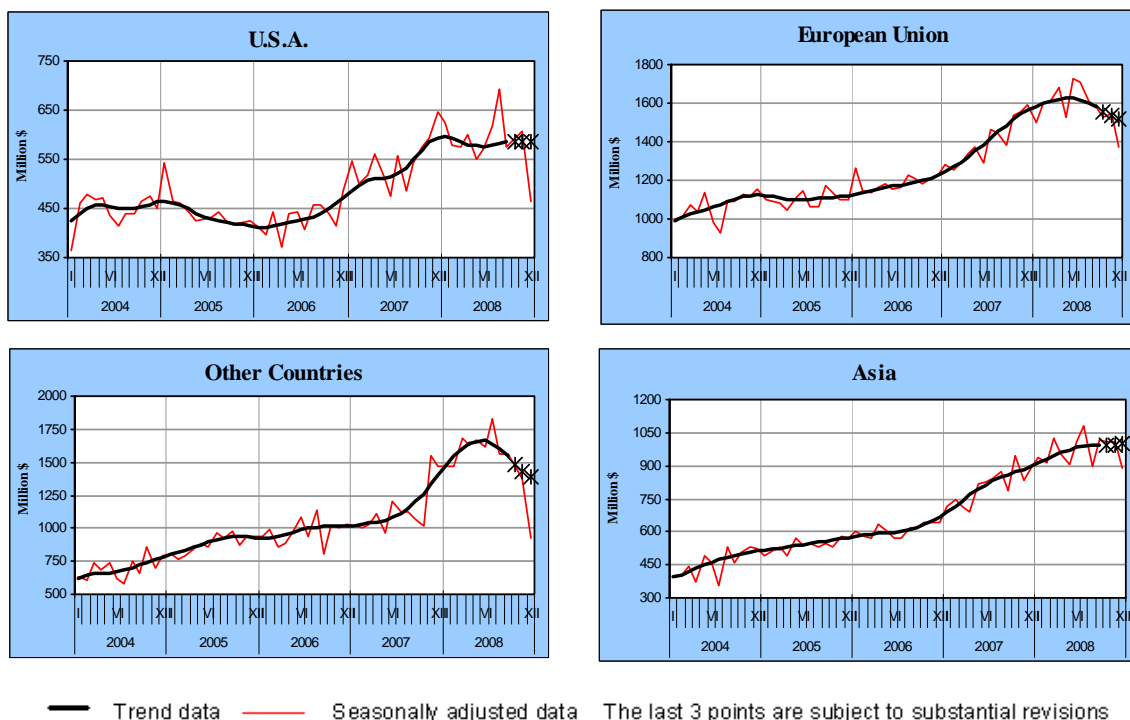 U.S.A.
750
650
550
450
350
Million $
I VI XII I VI XII I VI XII I VI XII I VI XII
2004 2005 2006 2007 2008
European Union
1800
1600
1400
1200
1000
800
Million $
I VI XII I VI XII I VI XII I VI XII I VI XII
2004 2005 2006 2007 2008
Other Countries
2000
1750
1500
1250
1000
750
500
Million $
I VI XII I VI XII I VI XII I VI XII I VI XII
2004 2005 2006 2007 2008
Asia
1200
1050
900
750
600
450
300
Million $
I VI XII I VI XII I VI XII I VI XII I VI XII
2004 2005 2006 2007 2008
Trend data Seasonally adjusted data The last 3 points are subject to substantial revisions